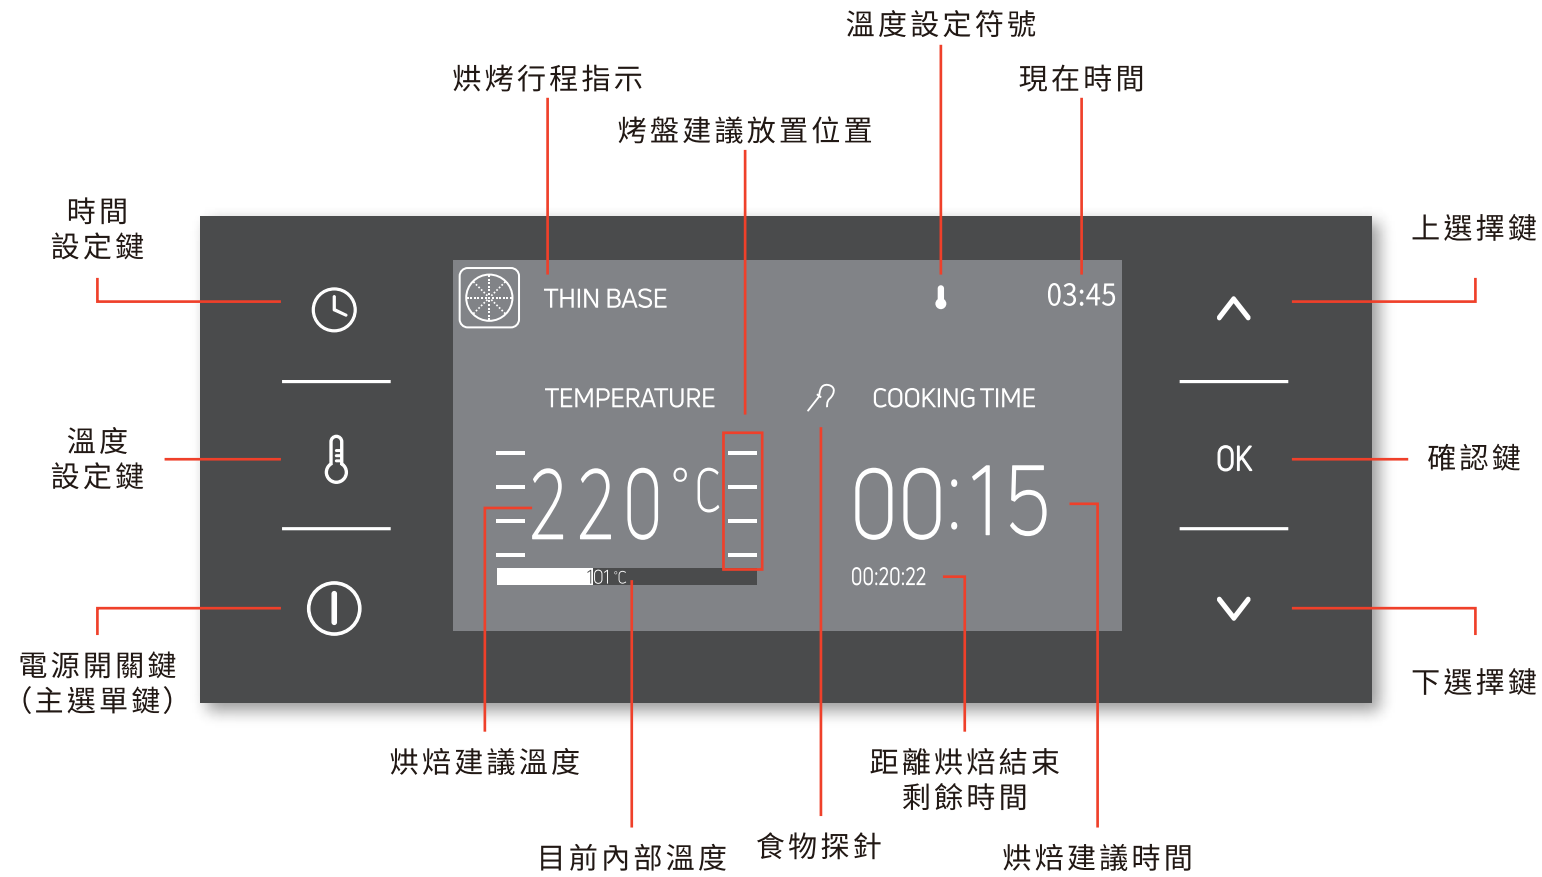 溫度設定符號
烘烤行程指示
現在時間
烤盤建議放置位置
時間
設定鍵
上選擇鍵
THIN BASE
03:45
TEMPERATURE
COOKING TIME
溫度
設定鍵
220°C
00:15
OK
確認鍵
101 °C
00:20:22
電源開關鍵
（主選單鍵）
下選擇鍵
烘焙建議溫度
距離烘焙結束
剩餘時間
目前內部溫度
食物探針
烘焙建議時間